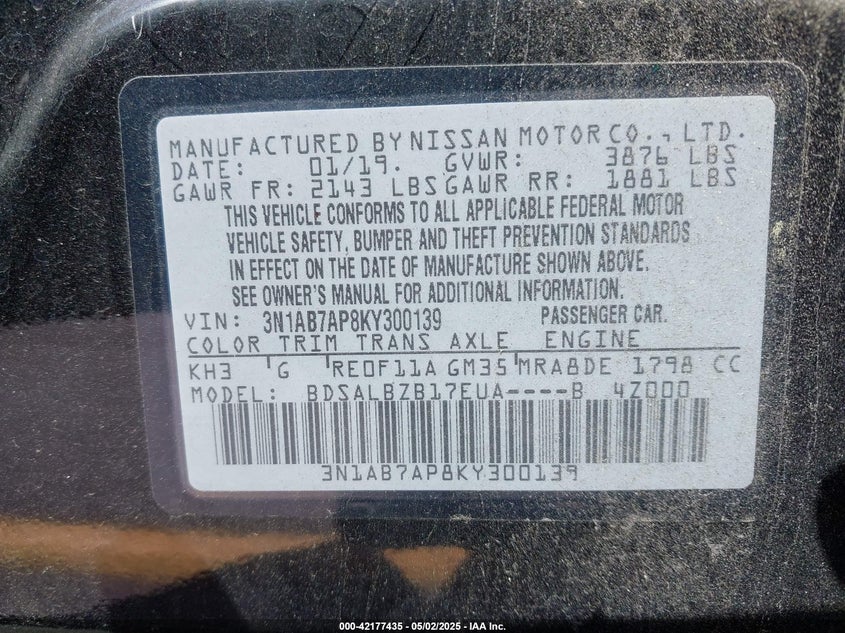 MANUFACTURED BY NISSAN MOTOR CO., LTD.
DATE: 01/19. GVWR: 3876 LBS
GAWR FR: 2143 LBS GAWR RR: 1881 LBS
THIS VEHICLE CONFORMS TO ALL APPLICABLE FEDERAL MOTOR
VEHICLE SAFETY, BUMPER AND THEFT PREVENTION STANDARDS
IN EFFECT ON THE DATE OF MANUFACTURE SHOWN ABOVE.
SEE OWNER'S MANUAL FOR ADDITIONAL INFORMATION.
VIN: 3N1AB7AP8KY300139 PASSENGER CAR.
COLOR TRIM TRANS AXLE ENGINE
KH3 G RE0F11A GM35 MRA8DE 1798 CC
MODEL: BDSALBZB17EUA----B 4Z000
3N1AB7AP8KY300139
000-42177435 - 05/02/2025 - IAA Inc.